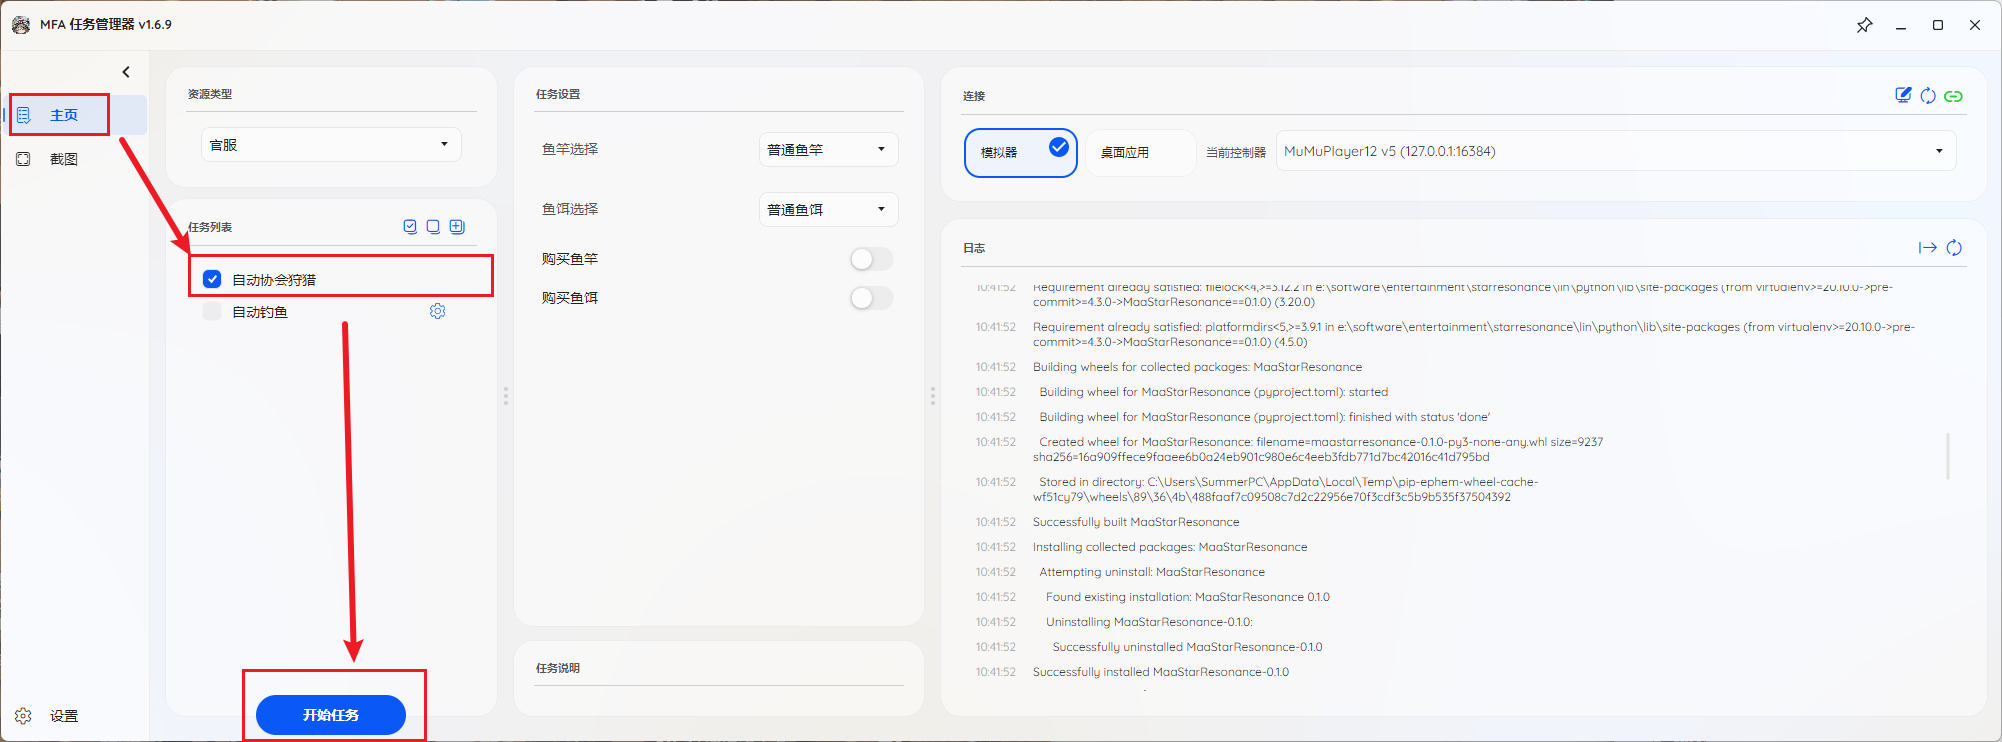 MFA 任务管理器 v1.6.9
主页
截图
设置
资源类型
官服
任务列表
自动协会狩猎
自动钓鱼
开始任务
任务设置
鱼竿选择
普通鱼竿
鱼饵选择
普通鱼饵
购买鱼竿
购买鱼饵
任务说明
连接
模拟器
桌面应用
当前控制器
MuMuPlayer12 v5 (127.0.0.1:16384)
日志
10:41:52 Requirement already satisfied: filelock<4,>=3.12.2 in e:\software\entertainment\starresonance\lin\python\lib\site-packages (from virtualenv>=20.10.0->pre-
commit>=4.3.0->MaaStarResonance==0.1.0) (3.20.0)
10:41:52 Requirement already satisfied: platformdirs<5,>=3.9.1 in e:\software\entertainment\starresonance\lin\python\lib\site-packages (from virtualenv>=20.10.0->pre-
commit>=4.3.0->MaaStarResonance==0.1.0) (4.5.0)
10:41:52 Building wheels for collected packages: MaaStarResonance
10:41:52 Building wheel for MaaStarResonance (pyproject.toml): started
10:41:52 Building wheel for MaaStarResonance (pyproject.toml): finished with status 'done'
10:41:52 Created wheel for MaaStarResonance: filename=maastarresonance-0.1.0-py3-none-any.whl size=9237
sha256=16a909ffece9faaee6b0a24eb901c980e6c4eeb3fdb771d7bc42016c41d795bd
10:41:52 Stored in directory: C:\Users\SummerPC\AppData\Local\Temp\pip-ephem-wheel-cache-
wf51cy79\wheels\89\36\4b\488faaf7c09508c7d2c22956e70f3cdf3c5b9b535f37504392
10:41:52 Successfully built MaaStarResonance
10:41:52 Installing collected packages: MaaStarResonance
10:41:52 Attempting uninstall: MaaStarResonance
10:41:52 Found existing installation: MaaStarResonance 0.1.0
10:41:52 Uninstalling MaaStarResonance-0.1.0:
10:41:52 Successfully uninstalled MaaStarResonance-0.1.0
10:41:52 Successfully installed MaaStarResonance-0.1.0